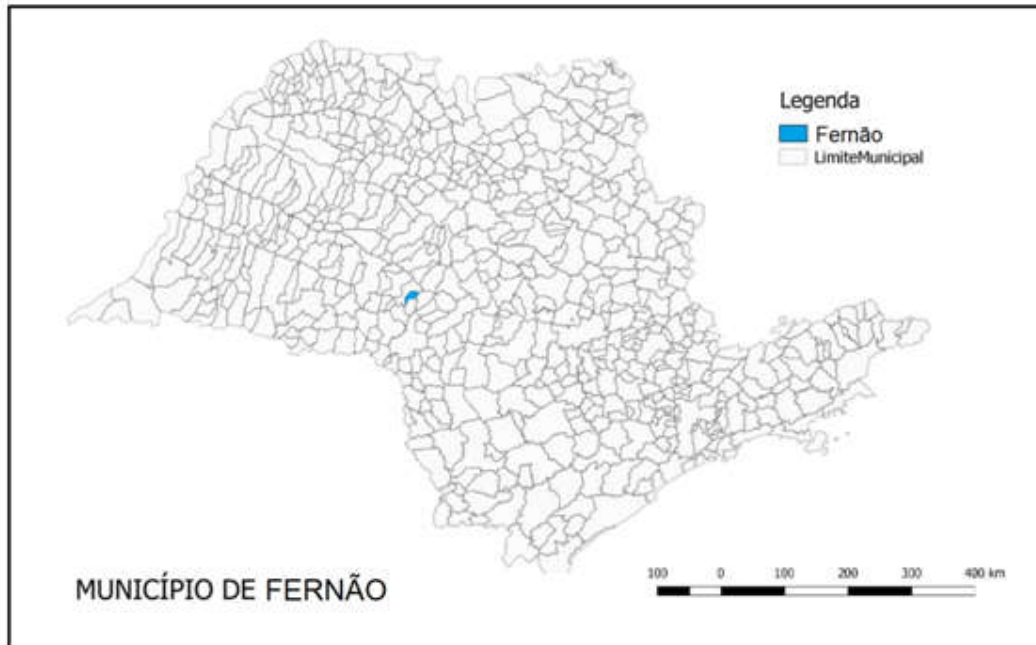 Legenda
Fernão
LimiteMunicipal
MUNICÍPIO DE FERNÃO
100 0 100 200 300 400 km